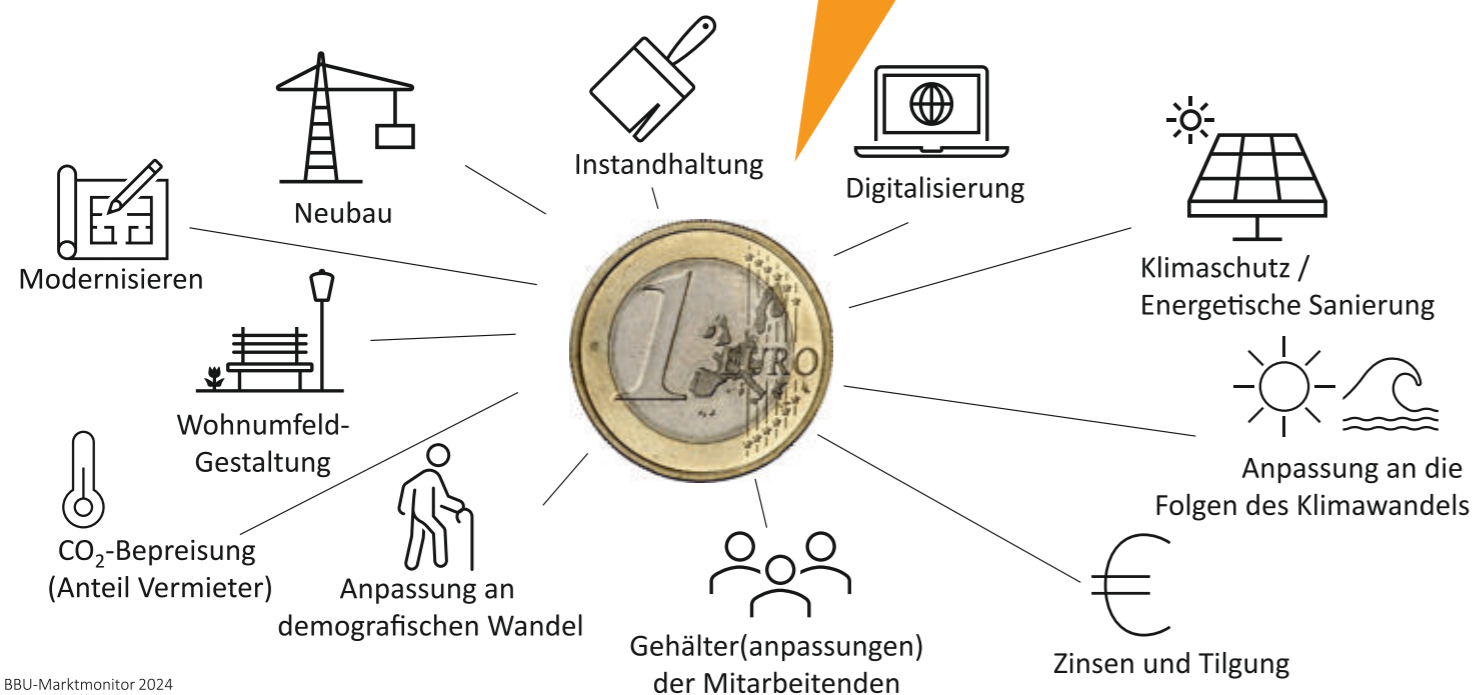 Instandhaltung
Digitalisierung
Neubau
Modernisieren
Klimaschutz /
Energetische Sanierung
1
EURO
Wohnumfeld-
Gestaltung
Anpassung an die
Folgen des Klimawandels
CO₂-Bepreisung
(Anteil Vermieter)
Anpassung an
demografischen Wandel
Gehälter(anpassungen)
der Mitarbeitenden
€
Zinsen und Tilgung
BBU-Marktmonitor 2024